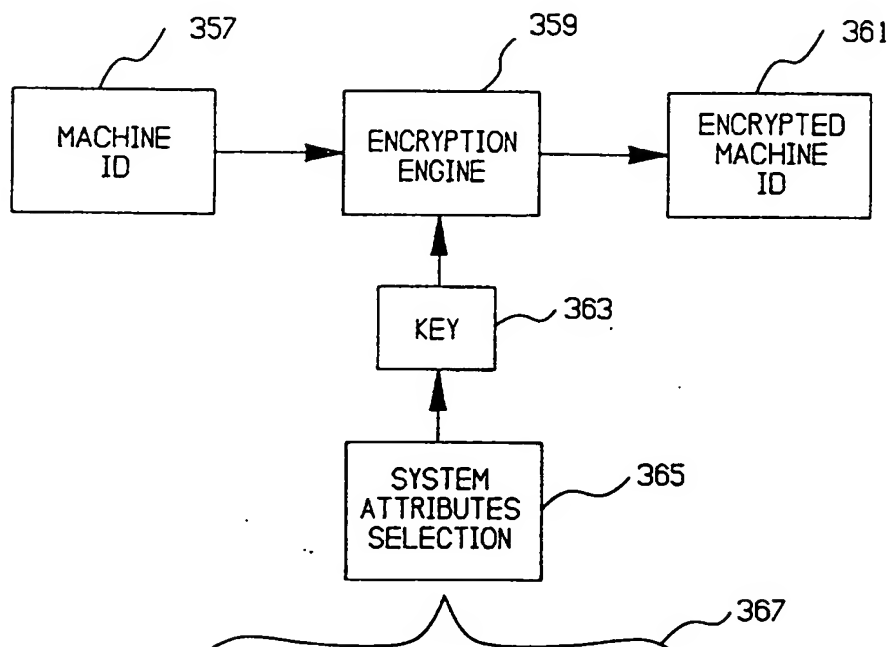 357
359
361
MACHINE
ID
ENCRYPTION
ENGINE
ENCRYPTED
MACHINE
ID
KEY
363
SYSTEM
ATTRIBUTES
SELECTION
365
367